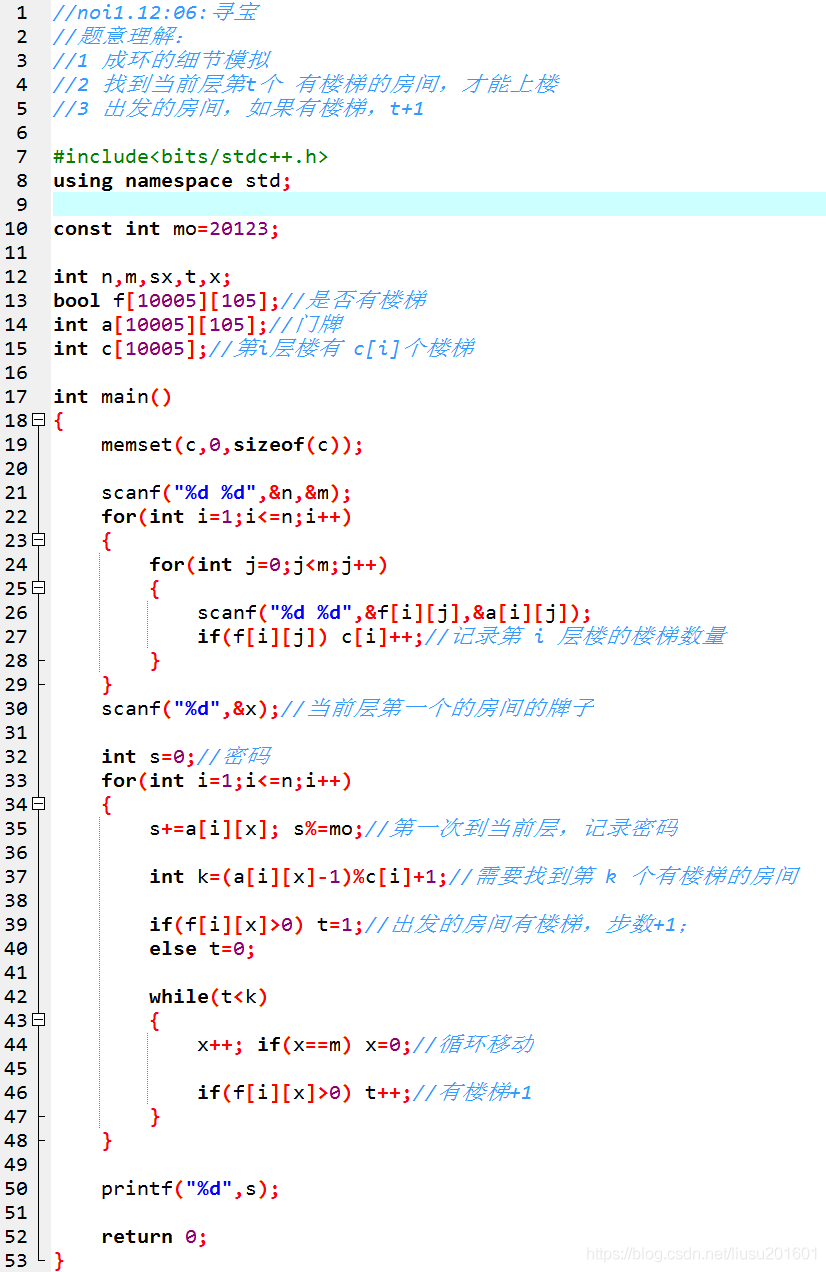 1 //noi1.12:06:寻宝
2 //题意理解：
3 //1 成环的细节模拟
4 //2 找到当前层第t个 有楼梯的房间，才能上楼
5 //3 出发的房间，如果有楼梯，t+1
6
7 #include<bits/stdc++.h>
8 using namespace std;
9
10 const int mo=20123;
11
12 int n,m,sx,t,x;
13 bool f[10005][105];//是否有楼梯
14 int a[10005][105];//门牌
15 int c[10005];//第i层楼有 c[i]个楼梯
16
17 int main()
18 {
19     memset(c,0,sizeof(c));
20
21     scanf("%d %d",&n,&m);
22     for(int i=1;i<=n;i++)
23     {
24         for(int j=0;j<m;j++)
25         {
26             scanf("%d %d",&f[i][j],&a[i][j]);
27             if(f[i][j]) c[i]++;//记录第 i 层楼的楼梯数量
28         }
29     }
30     scanf("%d",&x);//当前层第一个的房间的牌子
31
32     int s=0;//密码
33     for(int i=1;i<=n;i++)
34     {
35         s+=a[i][x]; s%=mo;//第一次到当前层，记录密码
36
37         int k=(a[i][x]-1)%c[i]+1;//需要找到第 k 个有楼梯的房间
38
39         if(f[i][x]>0) t=1;//出发的房间有楼梯，步数+1；
40         else t=0;
41
42         while(t<k)
43         {
44             x++; if(x==m) x=0;//循环移动
45
46             if(f[i][x]>0) t++;//有楼梯+1
47         }
48     }
49
50     printf("%d",s);
51
52     return 0;
53 }
https://blog.csdn.net/liusu201601